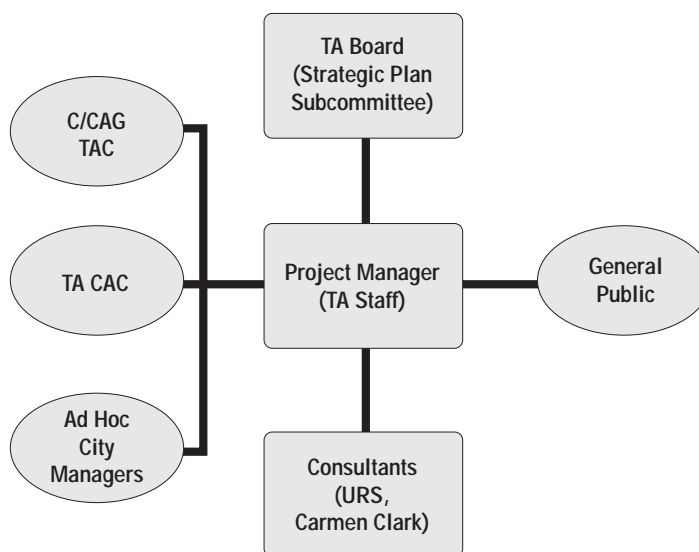 TA Board
(Strategic Plan
Subcommittee)
C/CAG
TAC
TA CAC
Ad Hoc
City
Managers
Project Manager
(TA Staff)
General
Public
Consultants
(URS,
Carmen Clark)